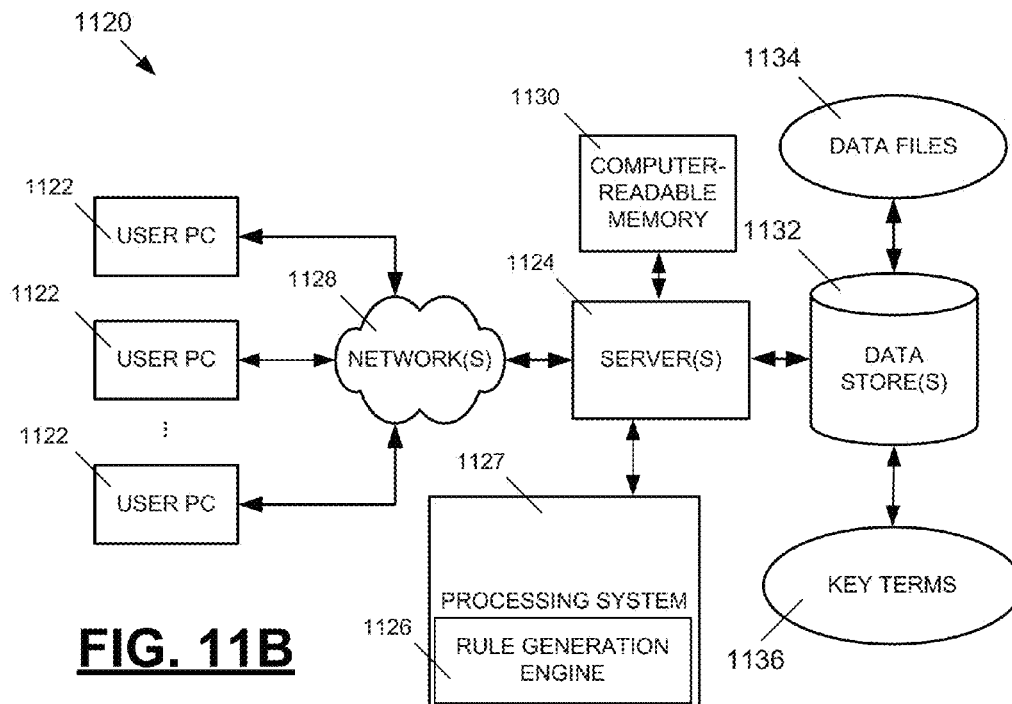 1120
1134
1130
DATA FILES
COMPUTER-
READABLE
MEMORY
1122
USER PC
1132
1124
1122
1128
USER PC
NETWORK(S)
SERVER(S)
DATA
STORE(S)
...
1122
USER PC
1127
PROCESSING SYSTEM
KEY TERMS
1126
RULE GENERATION
ENGINE
1136
FIG. 11B